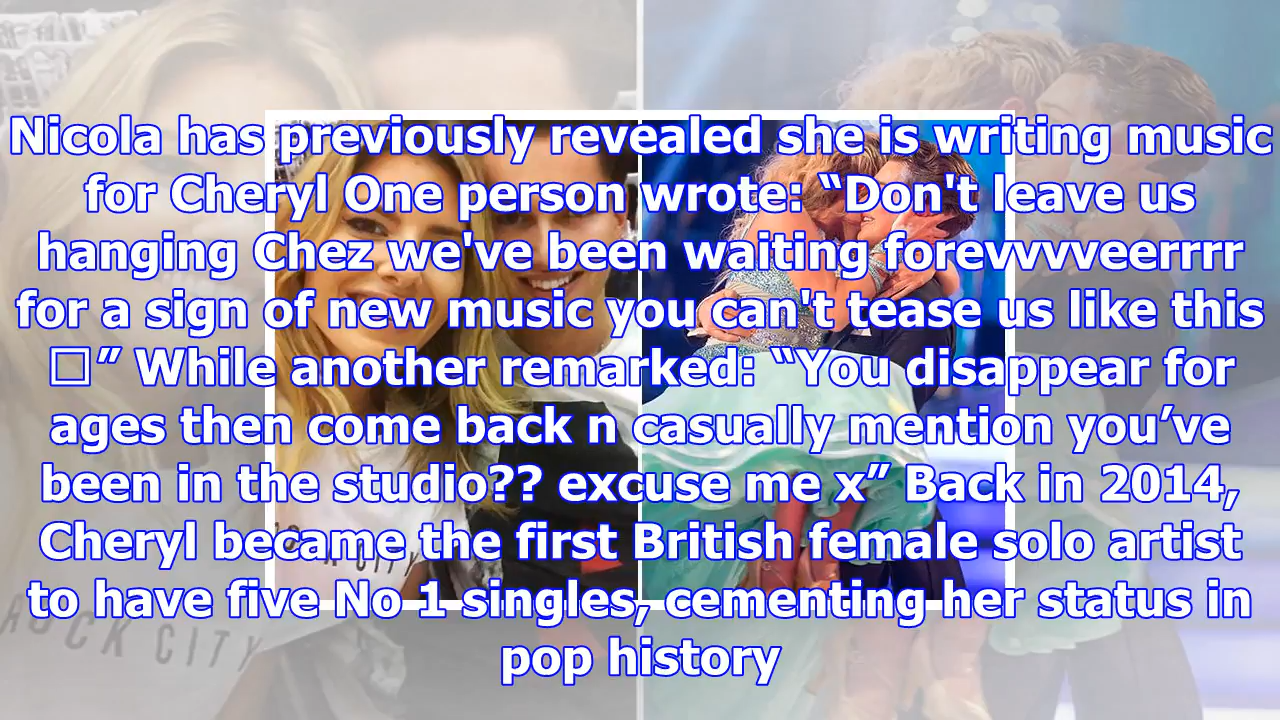 Nicola has previously revealed she is writing music
for Cheryl One person wrote: “Don't leave us
hanging Chez we've been waiting forevvvveerrrr
for a sign of new music you can't tease us like this
□” While another remarked: “You disappear for
ages then come back n casually mention you’ve
been in the studio?? excuse me x” Back in 2014,
Cheryl became the first British female solo artist
to have five No 1 singles, cementing her status in
pop history
ROCK CITY